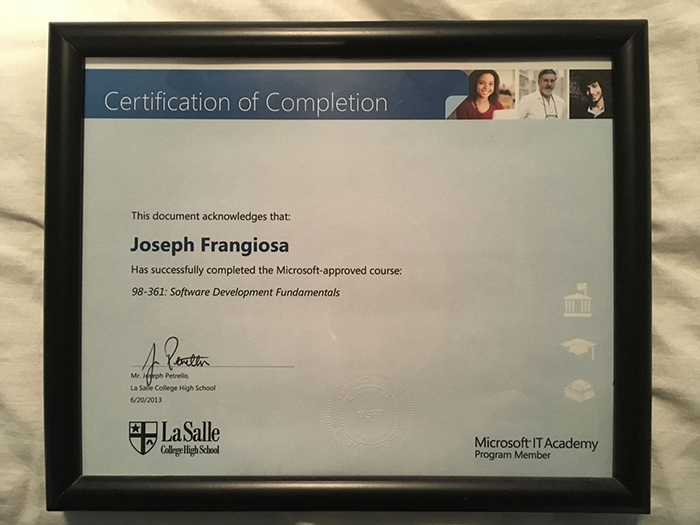 Certification of Completion
This document acknowledges that:
Joseph Frangiosa
Has successfully completed the Microsoft-approved course:
98-361: Software Development Fundamentals
Mr. Joseph Petrellis
La Salle College High School
6/20/2013
La Salle
College High School
Microsoft® IT Academy
Program Member